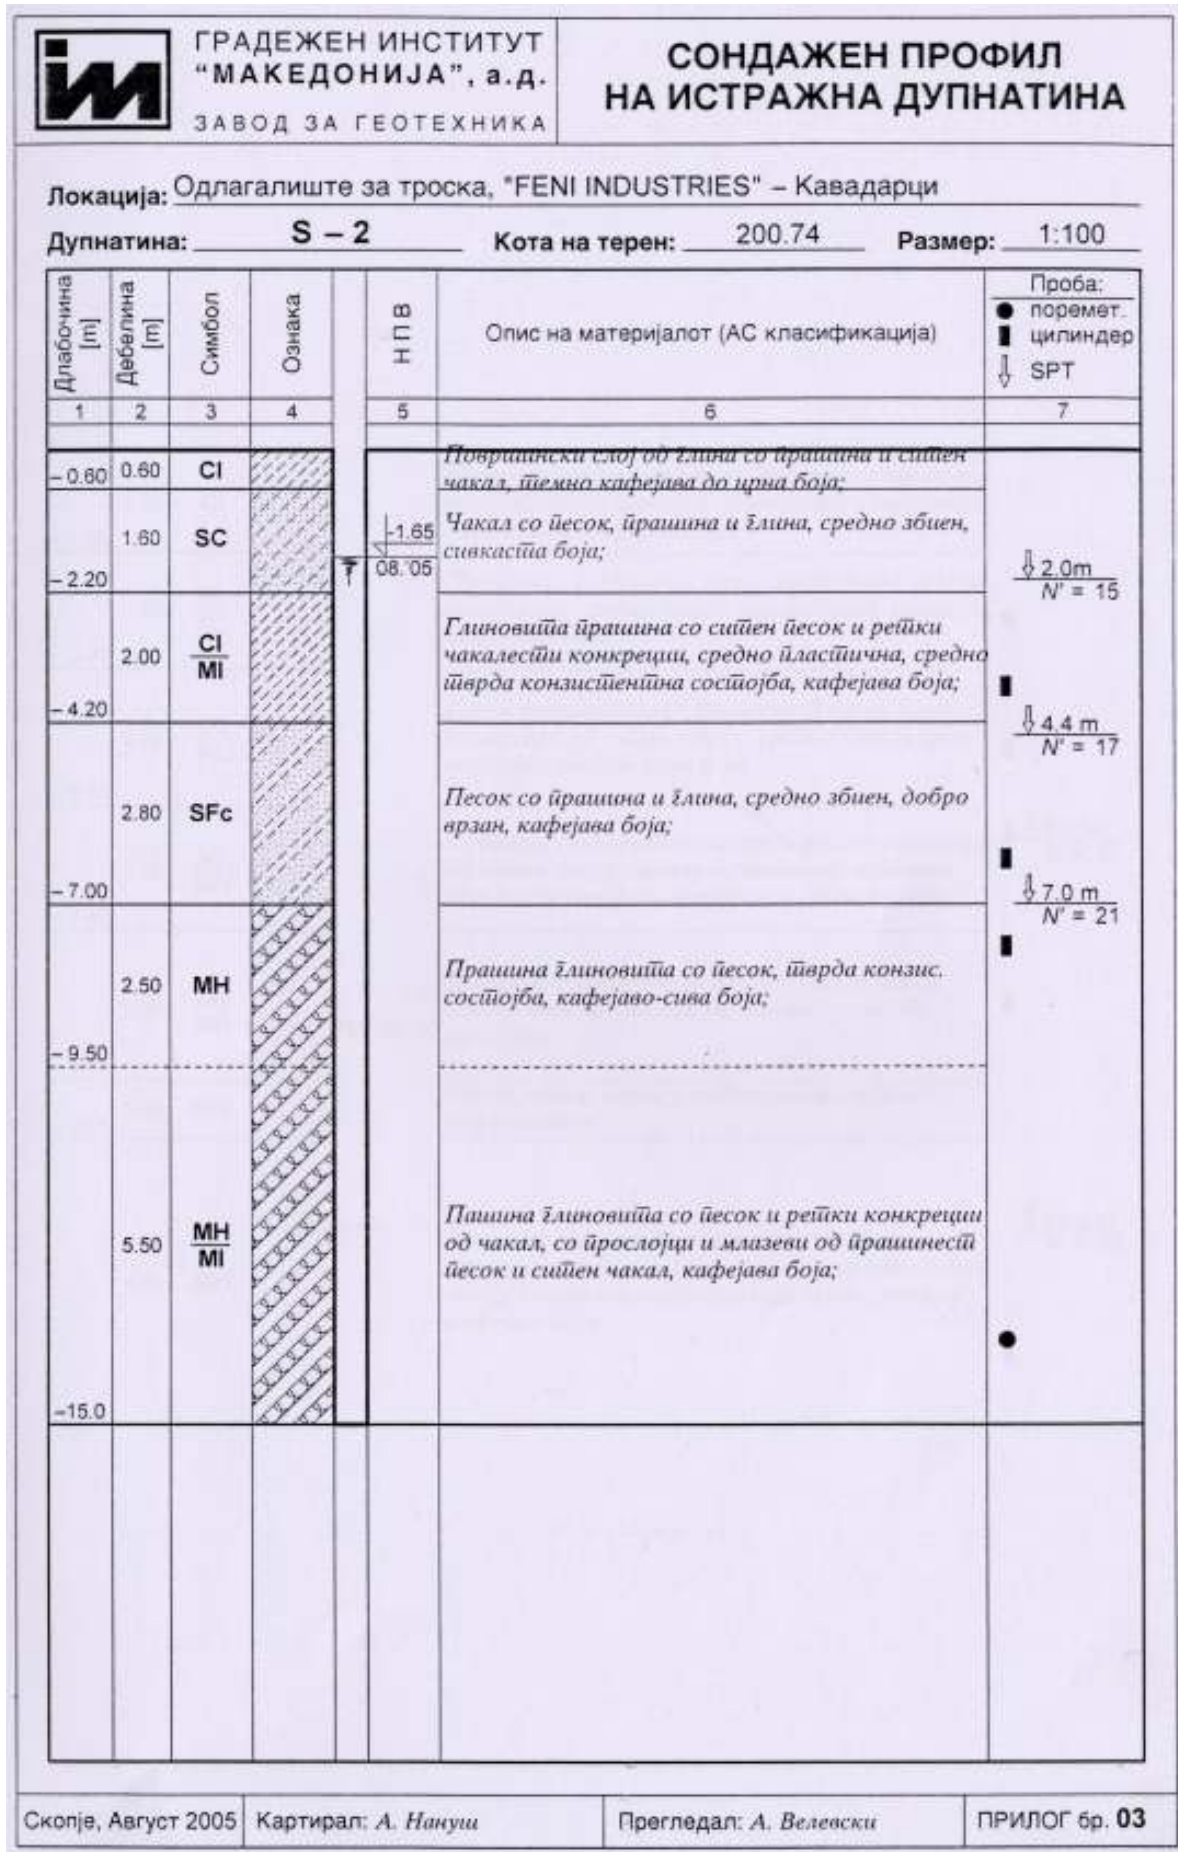 ГРАДЕЖЕН ИНСТИТУТ
"МАКЕДОНИЈА", а.д.
ЗАВОД ЗА ГЕОТЕХНИКА
СОНДАЖЕН ПРОФИЛ
НА ИСТРАЖНА ДУПНАТИНА
Локација: Одлагалиште за троска, "FENI INDUSTRIES" – Кавадарци
Дупнатина: S – 2 Кота на терен: 200.74 Размер: 1:100
Длабочина [m] Дебелина [m] Симбол Ознака НПВ Опис на материјалот (АС класификација) Проба:
поремет.
цилиндер
SPT
1 2 3 4 5 6 7
Површински слој од глина со прашина и ситен
– 0.60 0.60 CI чакал, темно кафејава до црна боја;
1.60 SC –1.65 Чакал со песок, прашина и глина, средно збиен,
сивкаста боја;
– 2.20 08.'05 2.0m
N' = 15
2.00 CI
MI
Глиновита прашина со ситен песок и ретки
чакалести конкреции, средно пластична, средно
тврда конзистентна состојба, кафејава боја;
– 4.20
4.4 m
N' = 17
2.80 SFc Песок со прашина и глина, средно збиен, добро
врзан, кафејава боја;
– 7.00 7.0 m
N' = 21
2.50 MH Прашина глиновита со песок, тврда конзис.
состојба, кафејаво-сива боја;
– 9.50
5.50 MH
MI
Пашина глиновита со песок и ретки конкреции
од чакал, со прослојци и млазеви од прашинест
песок и ситен чакал, кафејава боја;
–15.0
Скопје, Август 2005 Картирал: А. Нануш Прегледал: А. Велевски ПРИЛОГ бр. 03